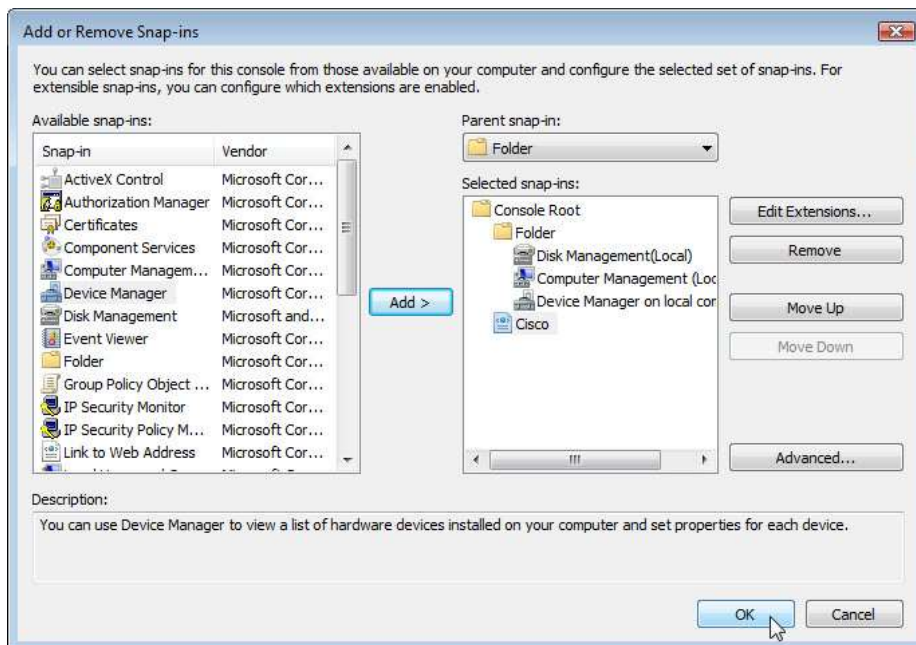 Add or Remove Snap-ins
You can select snap-ins for this console from those available on your computer and configure the selected set of snap-ins. For
extensible snap-ins, you can configure which extensions are enabled.
Available snap-ins:
Snap-in Vendor
ActiveX Control Microsoft Cor...
Authorization Manager Microsoft Cor...
Certificates Microsoft Cor...
Component Services Microsoft Cor...
Computer Managem... Microsoft Cor...
Device Manager Microsoft Cor...
Disk Management Microsoft and...
Event Viewer Microsoft Cor...
Folder Microsoft Cor...
Group Policy Object ... Microsoft Cor...
IP Security Monitor Microsoft Cor...
IP Security Policy M... Microsoft Cor...
Link to Web Address Microsoft Cor...
Add >
Parent snap-in:
Folder
Selected snap-ins:
Console Root
Folder
Disk Management(Local)
Computer Management (Loc
Device Manager on local cor
Cisco
Edit Extensions...
Remove
Move Up
Move Down
Advanced...
Description:
You can use Device Manager to view a list of hardware devices installed on your computer and set properties for each device.
OK
Cancel